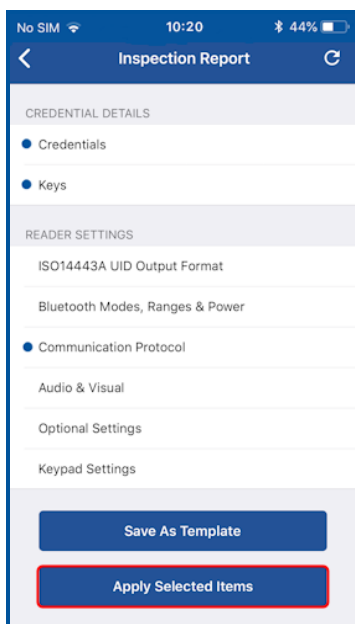 No SIM 10:20 44%
Inspection Report
CREDENTIAL DETAILS
Credentials
Keys
READER SETTINGS
ISO14443A UID Output Format
Bluetooth Modes, Ranges & Power
Communication Protocol
Audio & Visual
Optional Settings
Keypad Settings
Save As Template
Apply Selected Items